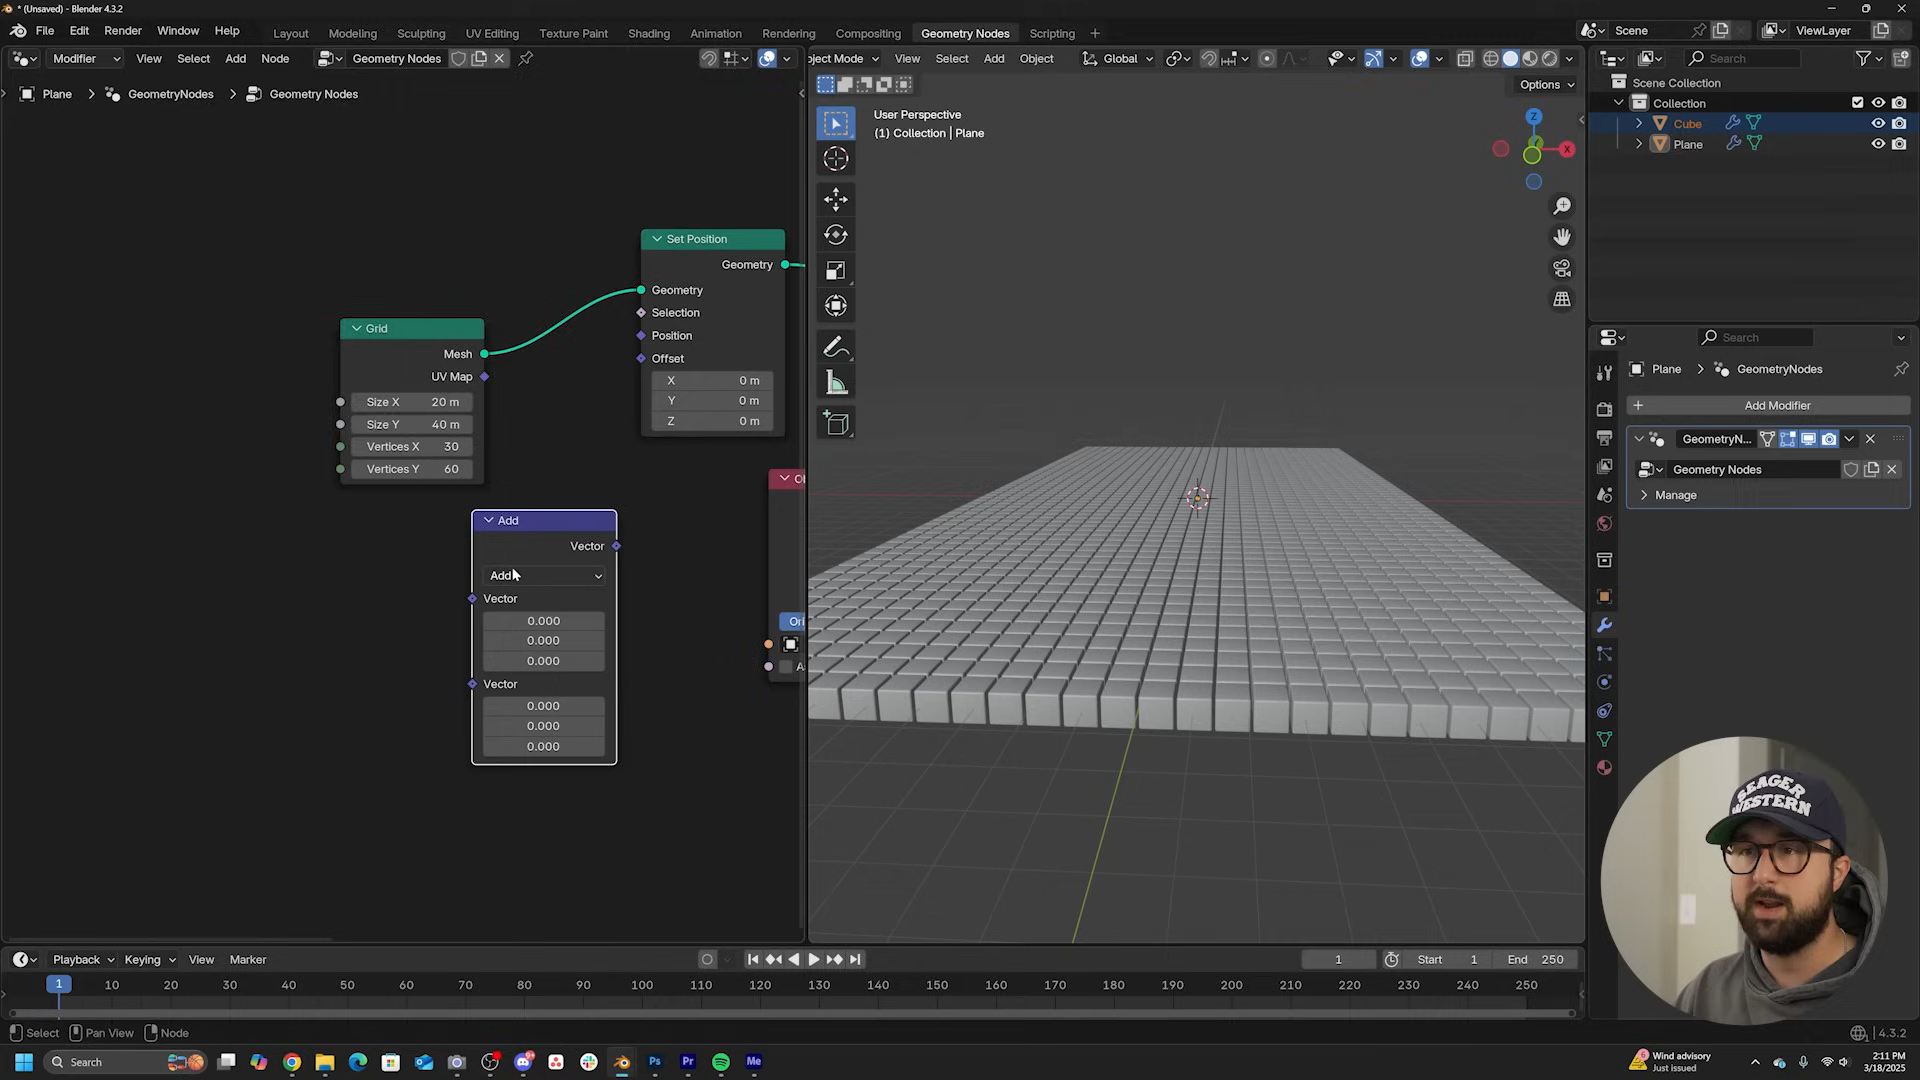 * (Unsaved) - Blender 4.3.2
File Edit Render Window Help
Layout Modeling Sculpting UV Editing Texture Paint Shading Animation Rendering Compositing Geometry Nodes Scripting +
Scene
ViewLayer
Modifier View Select Add Node Geometry Nodes
ject Mode View Select Add Object Global
Search
Plane > GeometryNodes > Geometry Nodes
Options
User Perspective
(1) Collection | Plane
Z
X
Scene Collection
Collection
Cube
Plane
Set Position
Geometry
Geometry
Selection
Position
Offset
X 0 m
Y 0 m
Z 0 m
Grid
Mesh
UV Map
Size X 20 m
Size Y 40 m
Vertices X 30
Vertices Y 60
Add
Vector
Add
Vector
0.000
0.000
0.000
Vector
0.000
0.000
0.000
Ori
A
Search
Plane > GeometryNodes
+ Add Modifier
GeometryN...
Geometry Nodes
Manage
SEAGER
WESTERN
Playback Keying View Marker
1 Start 1 End 250
1 10 20 30 40 50 60 70 80 90 100 110 120 130 140 150 160 170 180 190 200 210 220 230 240 250
Select Pan View Node
4.3.2
Search
Ps Pr Me
Wind advisory
Just issued
2:11 PM
3/18/2025